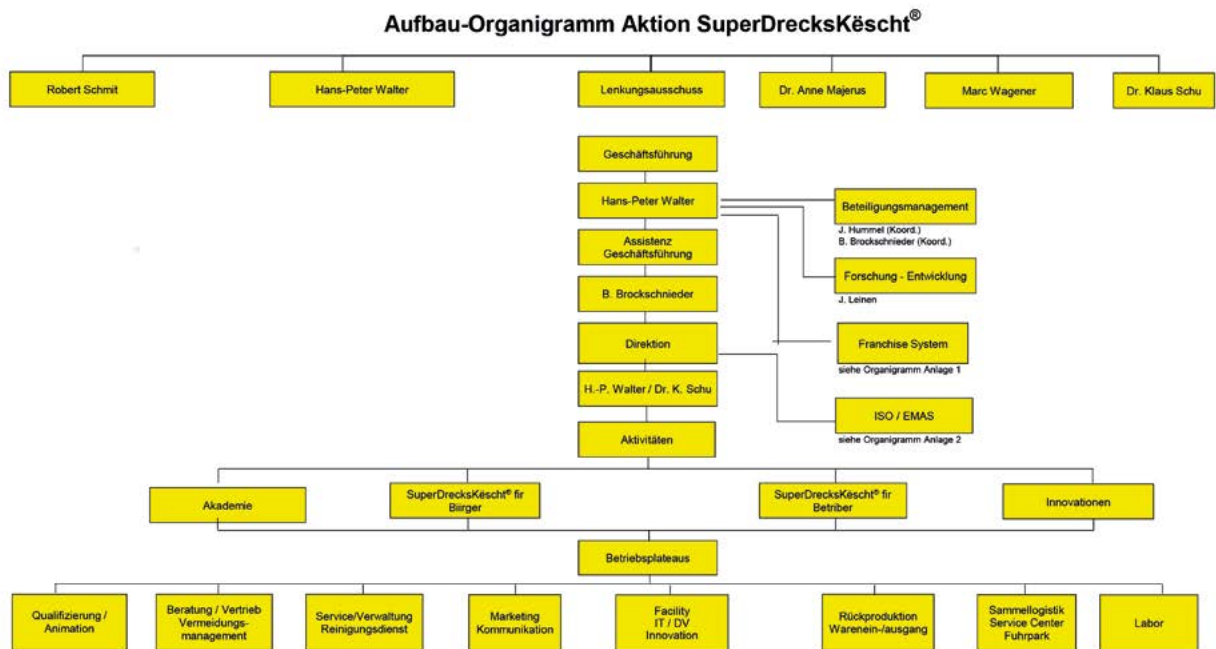 Aufbau-Organigramm Aktion SuperDrecksKëscht®
Robert Schmit
Hans-Peter Walter
Lenkungsausschuss
Dr. Anne Majerus
Marc Wagener
Dr. Klaus Schu
Geschäftsführung
Hans-Peter Walter
Beteiligungsmanagement
J. Hummel (Koord.)
B. Brockschnieder (Koord.)
Assistenz
Geschäftsführung
Forschung - Entwicklung
J. Leinen
B. Brockschnieder
Direktion
Franchise System
siehe Organigramm Anlage 1
H.-P. Walter / Dr. K. Schu
ISO / EMAS
siehe Organigramm Anlage 2
Aktivitäten
Akademie
SuperDrecksKëscht® fir
Biirger
SuperDrecksKëscht® fir
Betriber
Innovationen
Betriebsplateaus
Qualifizierung /
Animation
Beratung / Vertrieb
Vermeidungs-
management
Service/Verwaltung
Reinigungsdienst
Marketing
Kommunikation
Facility
IT / DV
Innovation
Rückproduktion
Warenein-/ausgang
Sammellogistik
Service Center
Fuhrpark
Labor